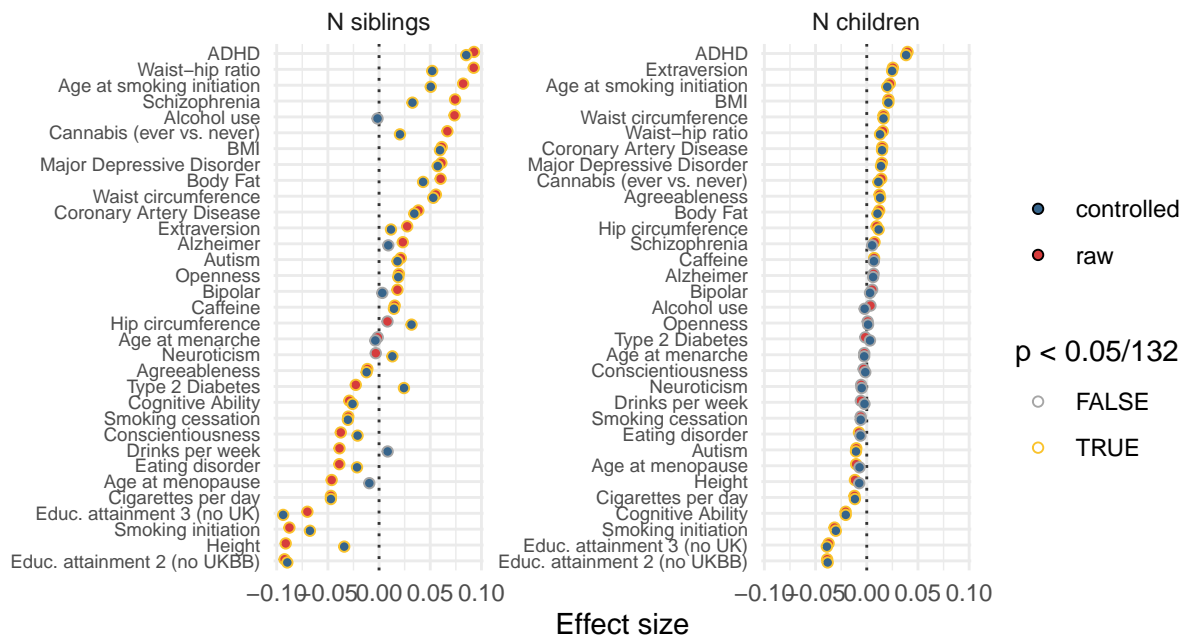 N siblings
N children
ADHD
Waist−hip ratio
Age at smoking initiation
Schizophrenia
Alcohol use
Cannabis (ever vs. never)
BMI
Major Depressive Disorder
Body Fat
Waist circumference
Coronary Artery Disease
Extraversion
Alzheimer
Autism
Openness
Bipolar
Caffeine
Hip circumference
Age at menarche
Neuroticism
Agreeableness
Type 2 Diabetes
Cognitive Ability
Smoking cessation
Conscientiousness
Drinks per week
Eating disorder
Age at menopause
Cigarettes per day
Educ. attainment 3 (no UK)
Smoking initiation
Height
Educ. attainment 2 (no UKBB)
−0.10 −0.05 0.00 0.05 0.10
ADHD
Extraversion
Age at smoking initiation
BMI
Waist circumference
Waist−hip ratio
Coronary Artery Disease
Major Depressive Disorder
Cannabis (ever vs. never)
Agreeableness
Body Fat
Hip circumference
Schizophrenia
Caffeine
Alzheimer
Bipolar
Alcohol use
Openness
Type 2 Diabetes
Age at menarche
Conscientiousness
Neuroticism
Drinks per week
Smoking cessation
Eating disorder
Autism
Age at menopause
Height
Cigarettes per day
Cognitive Ability
Smoking initiation
Educ. attainment 3 (no UK)
Educ. attainment 2 (no UKBB)
−0.10 −0.05 0.00 0.05 0.10
Effect size
controlled
raw
p < 0.05/132
FALSE
TRUE